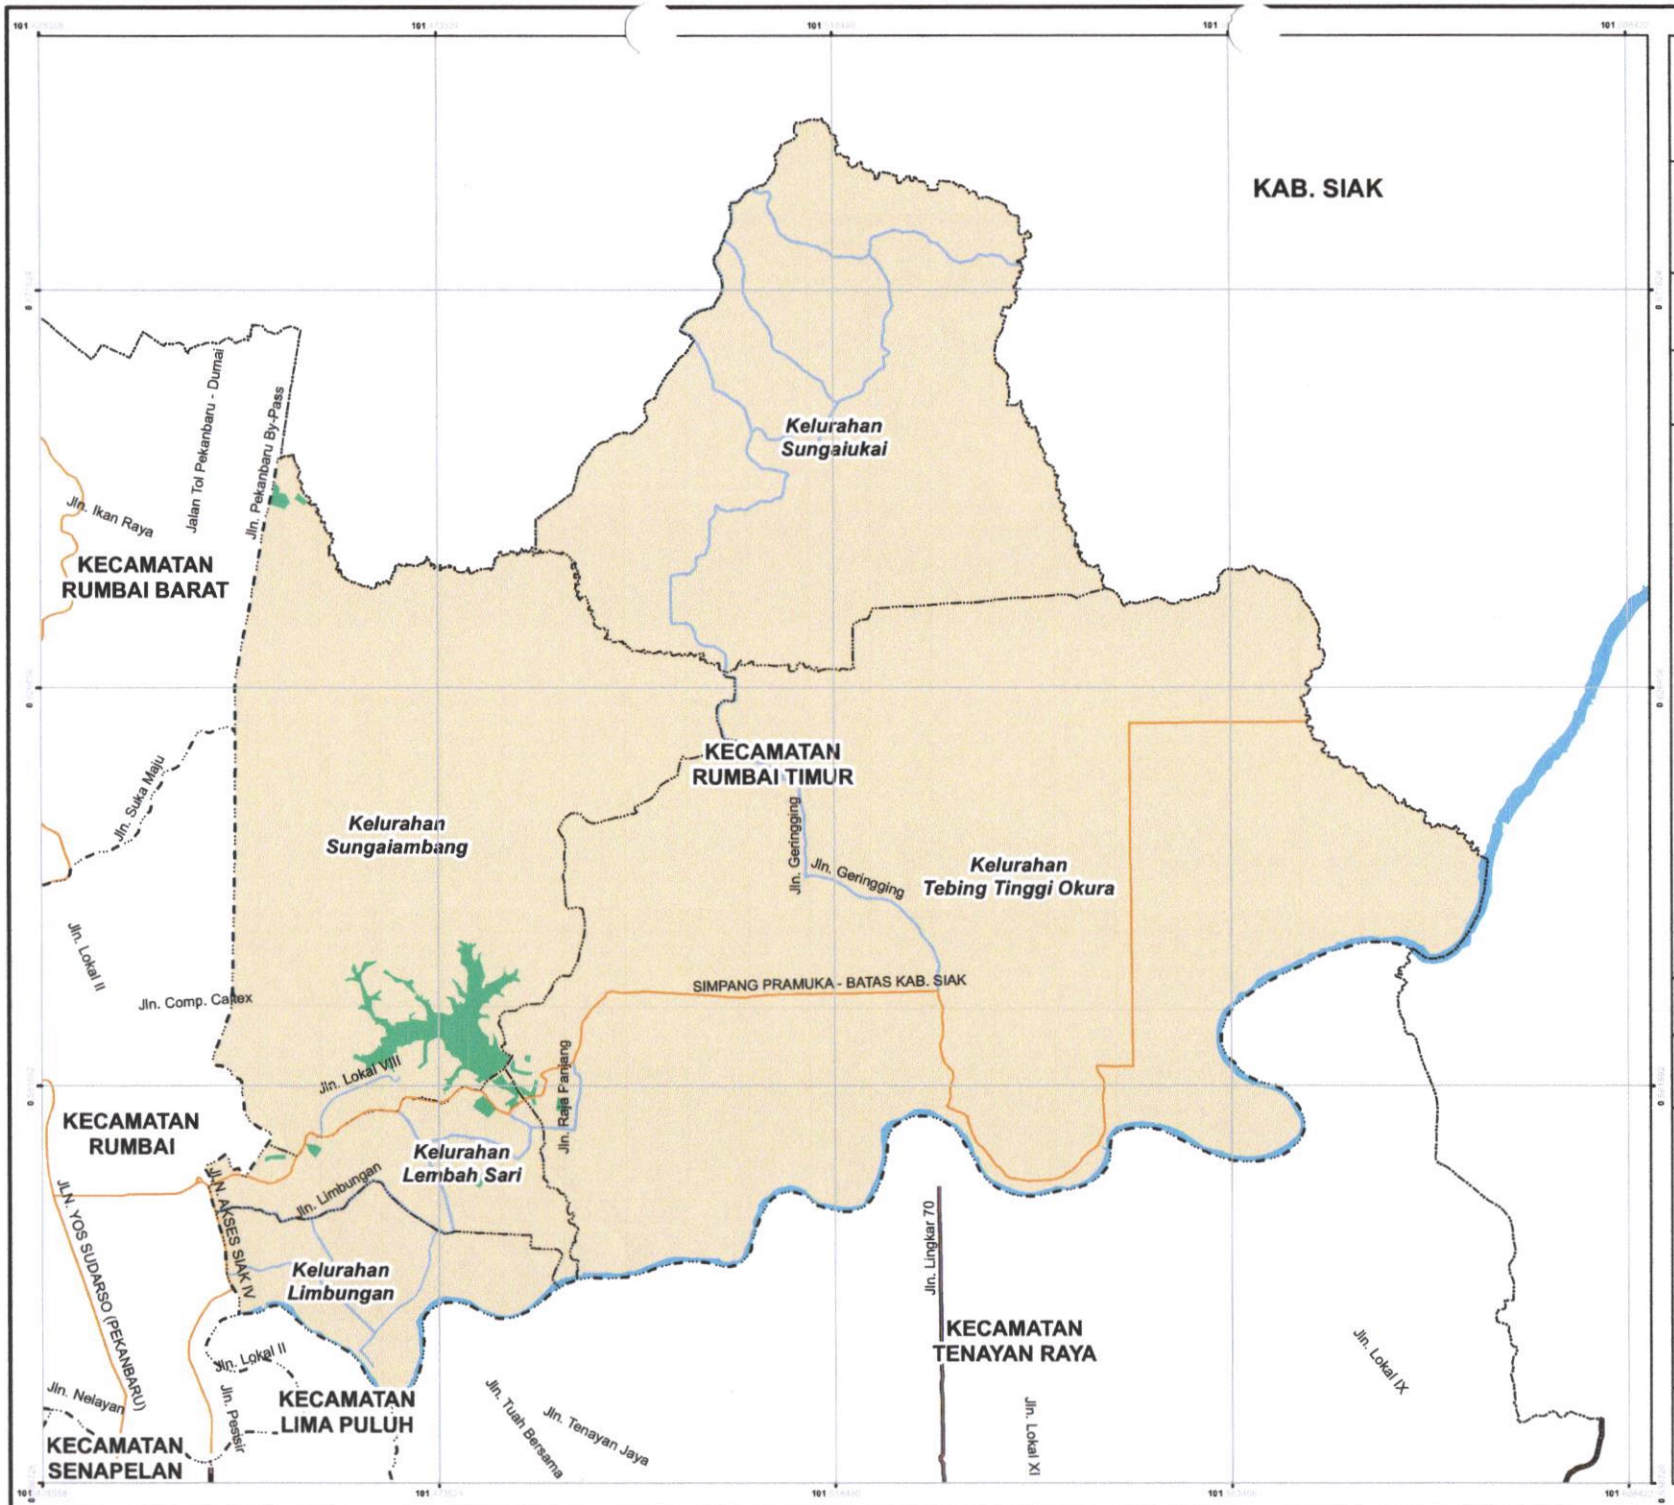 KAB. SIAK
Jalan Tol Pekanbaru - Dumai
Jln. Pekanbaru By-Pass
Jln. Ikan Raya
KECAMATAN
RUMBAI BARAT
Kelurahan
Sungaiukai
KECAMATAN
RUMBAI TIMUR
Jln. Suka Maju
Kelurahan
Sungaiambang
Jln. Geringging
Jln. Geringging
Kelurahan
Tebing Tinggi Okura
Jln. Lokal II
Jln. Comp. Caltex
SIMPANG PRAMUKA - BATAS KAB. SIAK
Jln. Lokal VIII
Jln. Raja Panjang
KECAMATAN
RUMBAI
Kelurahan
Lembah Sari
JLN. AKSES SIAK IV
Jln. Limbungan
JLN. YOS SUDARSO (PEKANBARU)
Kelurahan
Limbungan
Jln. Lingkar 70
KECAMATAN
TENAYAN RAYA
Jln. Lokal II
Jln. Lokal IX
Jln. Nelayan
Jln. Pesisir
KECAMATAN
LIMA PULUH
Jln. Tuah Bersama
Jln. Tenayan Jaya
Jln. Lokal XI
KECAMATAN
SENAPELAN